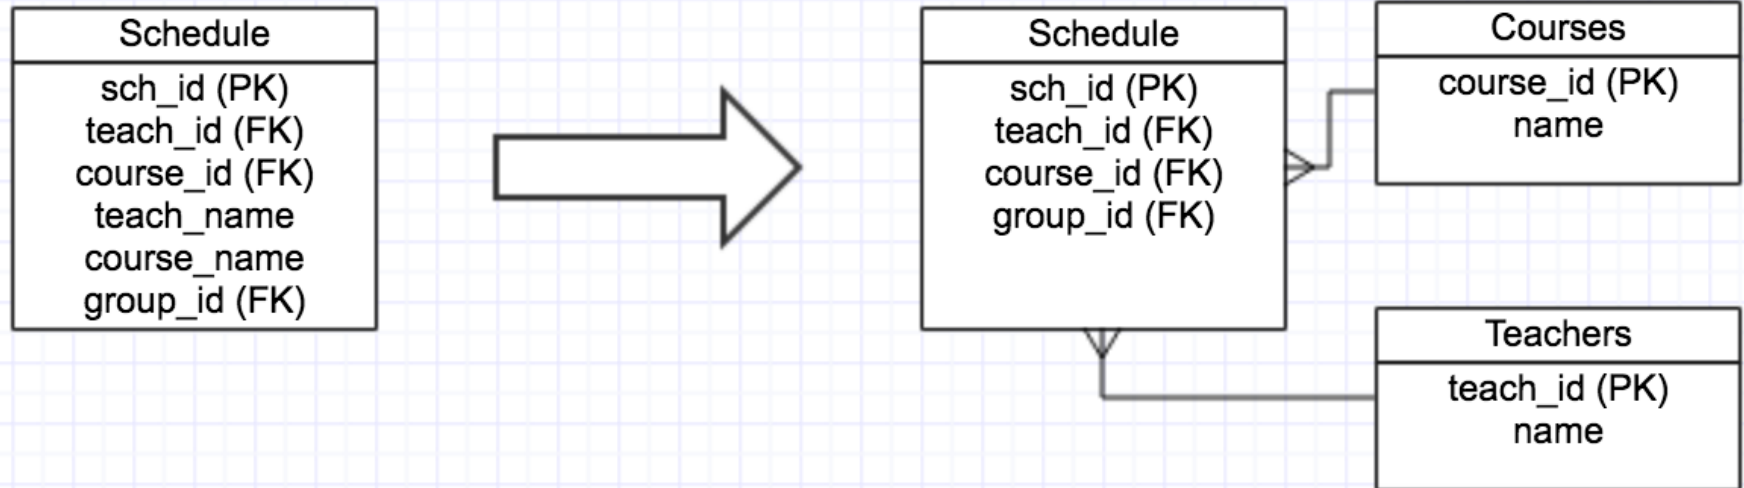 Schedule
sch_id (PK)
teach_id (FK)
course_id (FK)
teach_name
course_name
group_id (FK)
Schedule
sch_id (PK)
teach_id (FK)
course_id (FK)
group_id (FK)
Courses
course_id (PK)
name
Teachers
teach_id (PK)
name